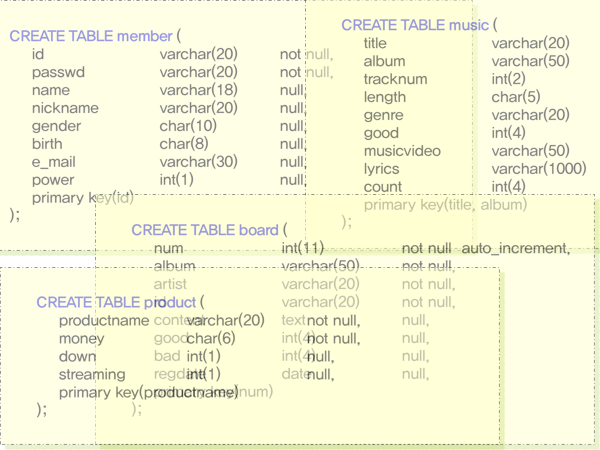 CREATE TABLE member (
id varchar(20) not null,
passwd varchar(20) not null,
name varchar(18) null,
nickname varchar(20) null,
gender char(10) null,
birth char(8) null,
e_mail varchar(30) null,
power int(1) null,
primary key(id)
);
CREATE TABLE music (
title varchar(20)
album varchar(50)
tracknum int(2)
length char(5)
genre varchar(20)
good int(4)
musicvideo varchar(50)
lyrics varchar(1000)
count int(4)
primary key(title, album)
);
CREATE TABLE board (
num int(11) not null auto_increment,
album varchar(50) not null,
artist varchar(20) not null,
id varchar(20) not null,
content text null,
good int(4) null,
bad int(4) null,
regdate date null,
primary key(num)
);
CREATE TABLE product (
productname varchar(20) not null,
money char(6) not null,
down int(1) null,
streaming int(1) null,
primary key(productname)
);